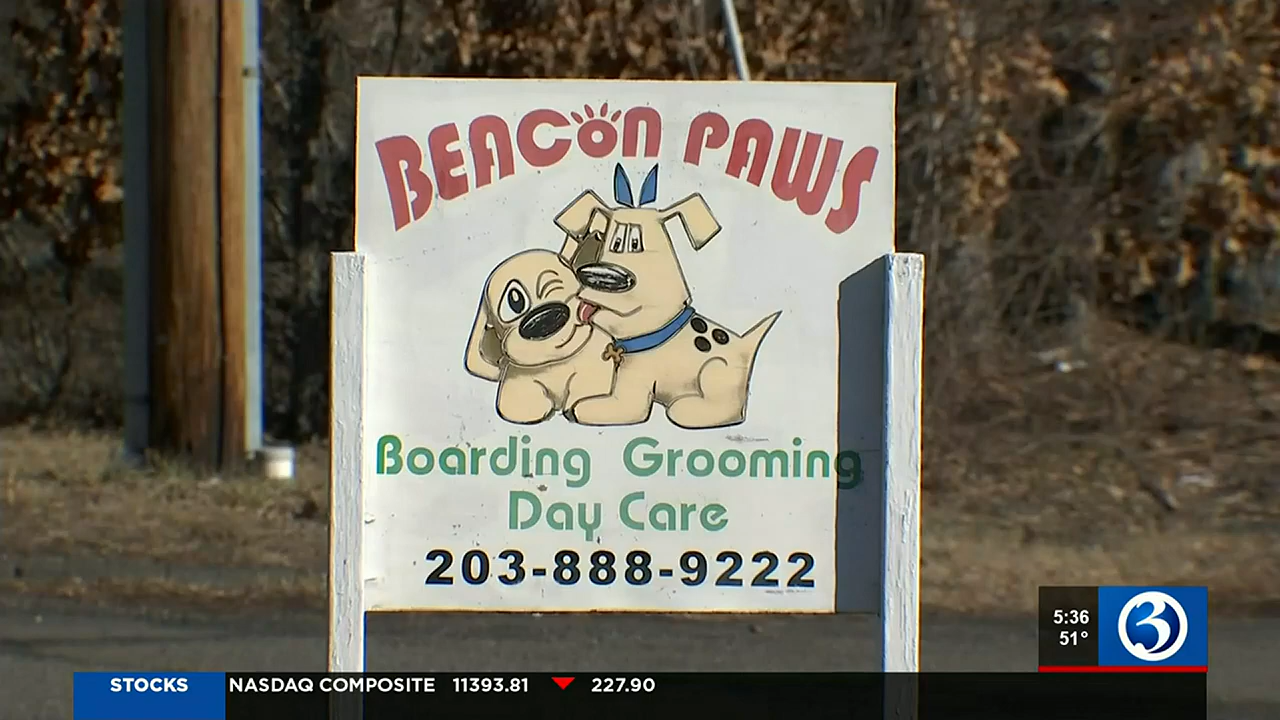 BEACON PAWS
Boarding Grooming
Day Care
203-888-9222
5:36
51°
3
STOCKS NASDAQ COMPOSITE 11393.81 227.90